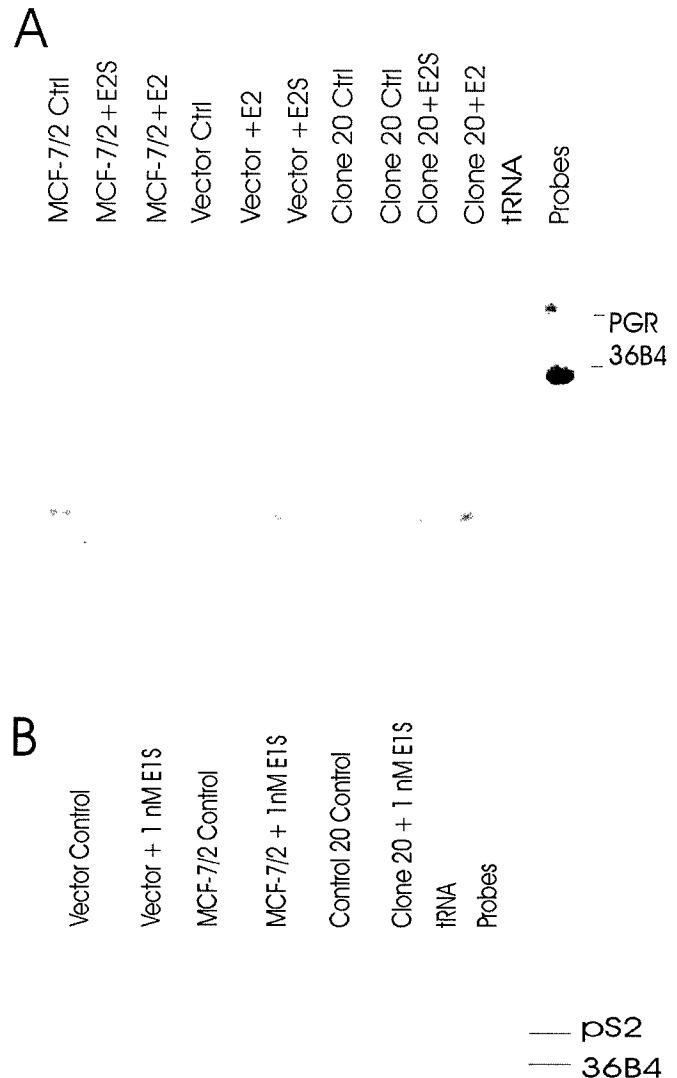 A
MCF-7/2 Ctrl
MCF-7/2+E2S
MCF-7/2+E2
Vector Ctrl
Vector +E2
Vector +E2S
Clone 20 Ctrl
Clone 20 Ctrl
Clone 20+E2S
Clone 20+E2
tRNA
Probes
PGR
36B4
B
Vector Control
Vector + 1 nM E1S
MCF-7/2 Control
MCF-7/2 + 1nM E1S
Control 20 Control
Clone 20 + 1 nM E1S
tRNA
Probes
pS2
36B4